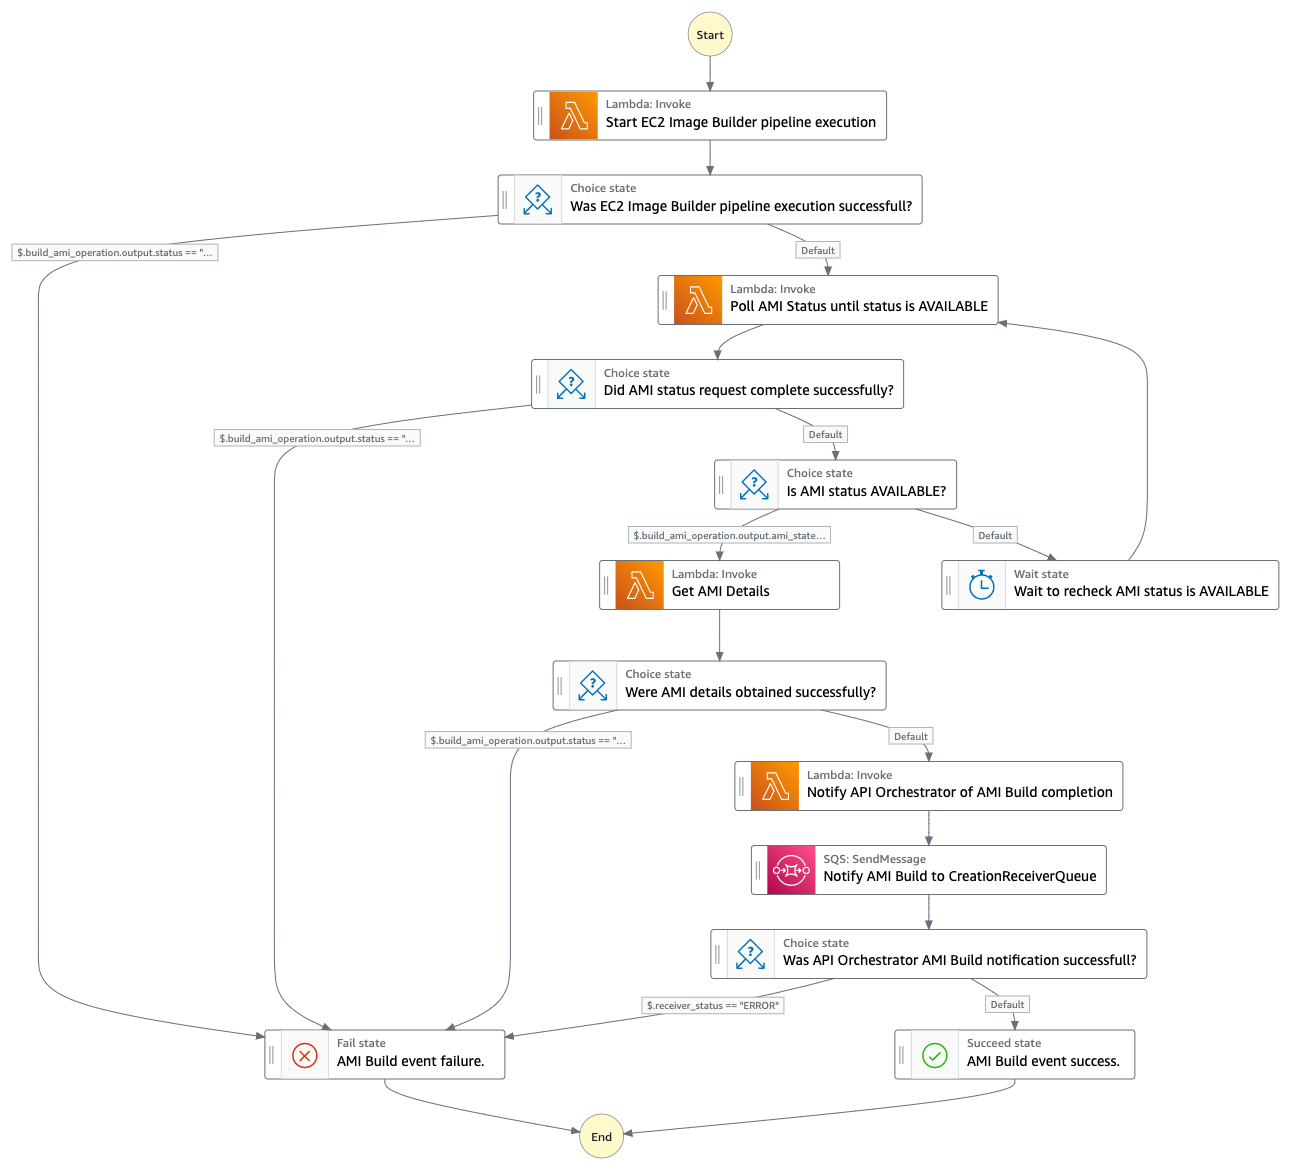 Start
Lambda: Invoke
Start EC2 Image Builder pipeline execution
Choice state
Was EC2 Image Builder pipeline execution successfull?
$.build_ami_operation.output.status == "...
Default
Lambda: Invoke
Poll AMI Status until status is AVAILABLE
Choice state
Did AMI status request complete successfully?
$.build_ami_operation.output.status == "...
Default
Choice state
Is AMI status AVAILABLE?
$.build_ami_operation.output.ami_state...
Default
Lambda: Invoke
Get AMI Details
Wait state
Wait to recheck AMI status is AVAILABLE
Choice state
Were AMI details obtained successfully?
$.build_ami_operation.output.status == "...
Default
Lambda: Invoke
Notify API Orchestrator of AMI Build completion
SQS: SendMessage
Notify AMI Build to CreationReceiverQueue
Choice state
Was API Orchestrator AMI Build notification successfull?
$.receiver_status == "ERROR"
Default
Fail state
AMI Build event failure.
Succeed state
AMI Build event success.
End